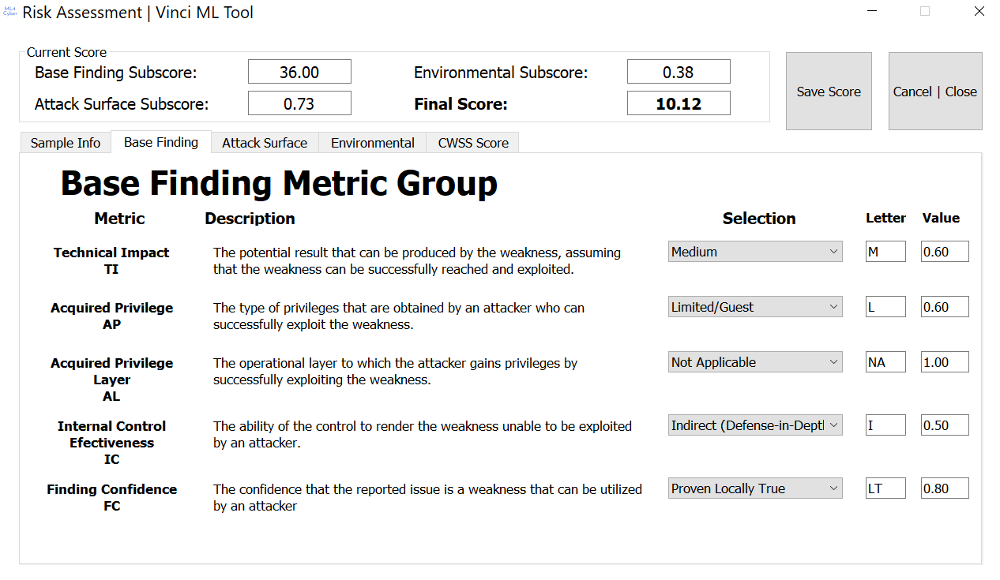 ML4
Cyber
Risk Assessment | Vinci ML Tool
Current Score
Base Finding Subscore: 36.00 Environmental Subscore: 0.38
Attack Surface Subscore: 0.73 Final Score: 10.12
Save Score
Cancel | Close
Sample Info Base Finding Attack Surface Environmental CWSS Score
Base Finding Metric Group
Metric Description Selection Letter Value
Technical Impact
TI
The potential result that can be produced by the weakness, assuming
that the weakness can be successfully reached and exploited.
Medium M 0.60
Acquired Privilege
AP
The type of privileges that are obtained by an attacker who can
successfully exploit the weakness.
Limited/Guest L 0.60
Acquired Privilege
Layer
AL
The operational layer to which the attacker gains privileges by
successfully exploiting the weakness.
Not Applicable NA 1.00
Internal Control
Efectiveness
IC
The ability of the control to render the weakness unable to be exploited
by an attacker.
Indirect (Defense-in-Dept I 0.50
Finding Confidence
FC
The confidence that the reported issue is a weakness that can be utilized
by an attacker
Proven Locally True LT 0.80